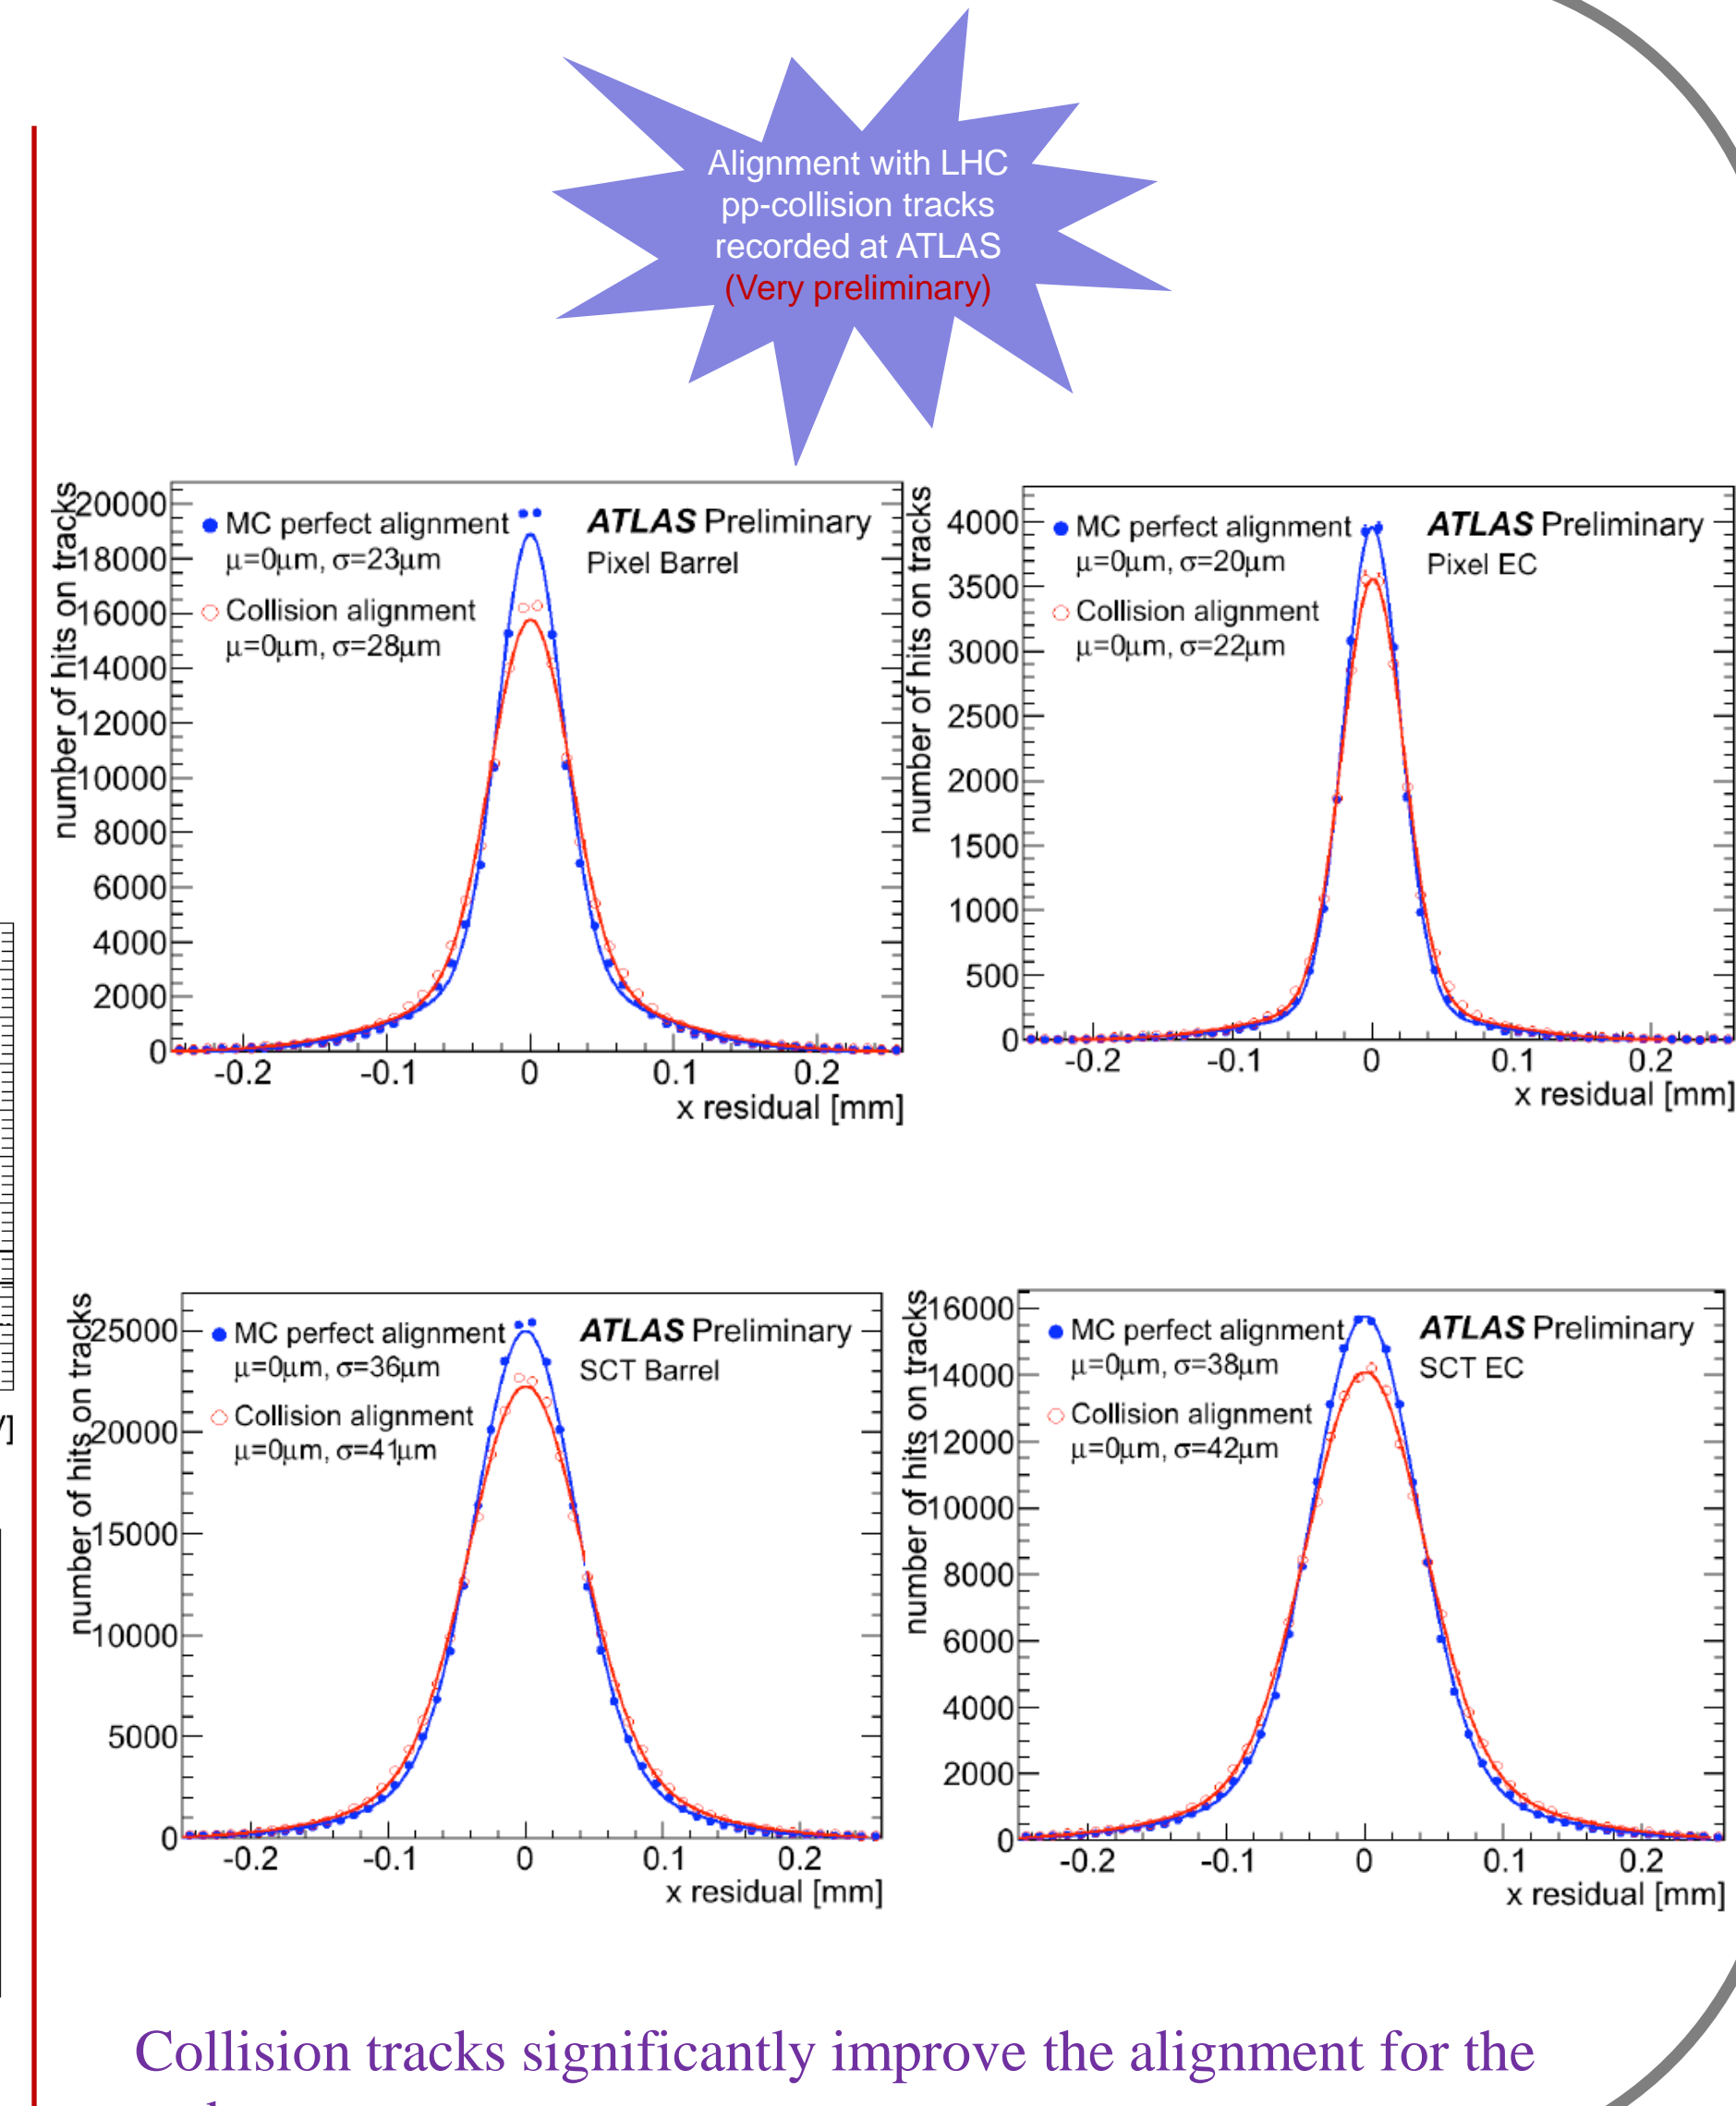 Alignment with LHC
pp-collision tracks
recorded at ATLAS
(Very preliminary)
number of hits on tracks
20000
18000
16000
14000
12000
10000
8000
6000
4000
2000
0
MC perfect alignment
μ=0μm, σ=23μm
Collision alignment
μ=0μm, σ=28μm
ATLAS Preliminary
Pixel Barrel
-0.2 -0.1 0 0.1 0.2
x residual [mm]
number of hits on tracks
4000
3500
3000
2500
2000
1500
1000
500
0
MC perfect alignment
μ=0μm, σ=20μm
Collision alignment
μ=0μm, σ=22μm
ATLAS Preliminary
Pixel EC
-0.2 -0.1 0 0.1 0.2
x residual [mm]
number of hits on tracks
25000
20000
15000
10000
5000
0
MC perfect alignment
μ=0μm, σ=36μm
Collision alignment
μ=0μm, σ=41μm
ATLAS Preliminary
SCT Barrel
-0.2 -0.1 0 0.1 0.2
x residual [mm]
number of hits on tracks
16000
14000
12000
10000
8000
6000
4000
2000
0
MC perfect alignment
μ=0μm, σ=38μm
Collision alignment
μ=0μm, σ=42μm
ATLAS Preliminary
SCT EC
-0.2 -0.1 0 0.1 0.2
x residual [mm]
Collision tracks significantly improve the alignment for the